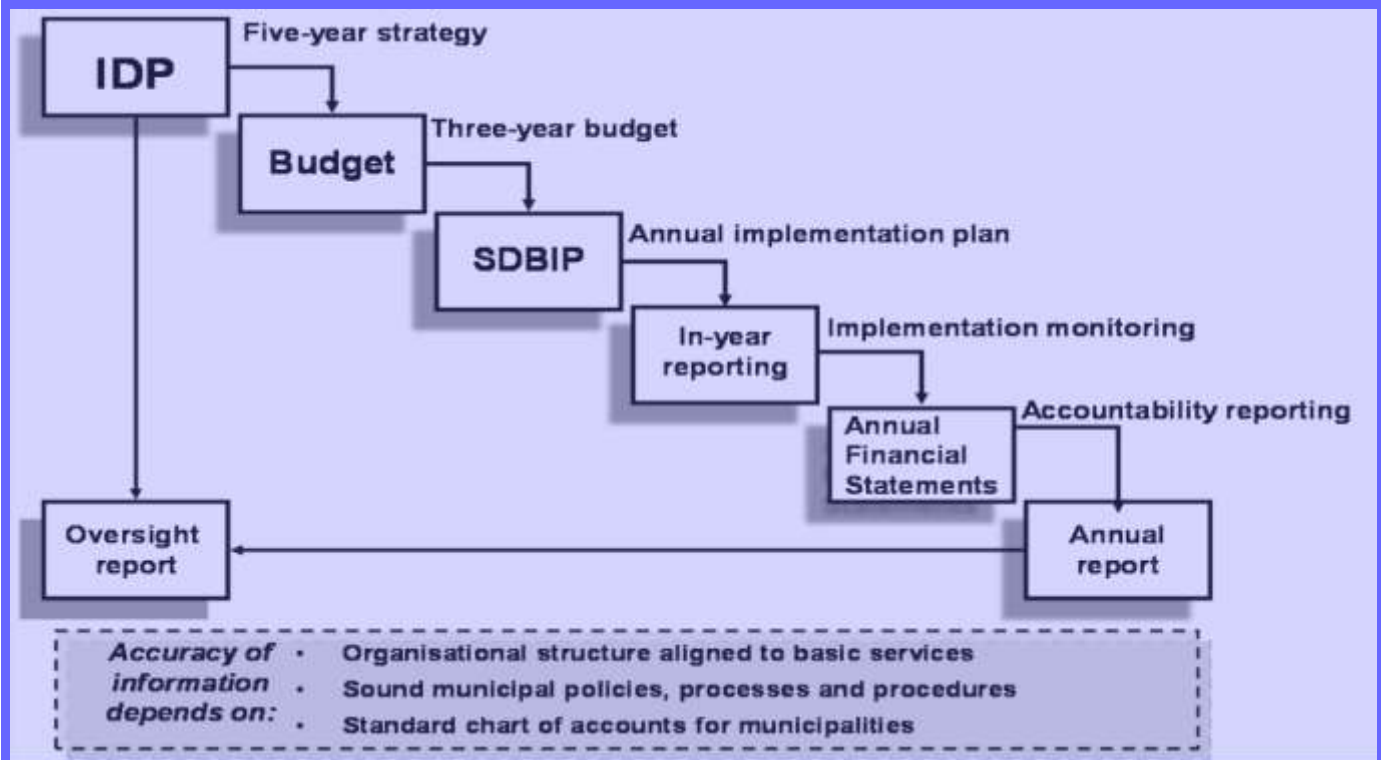 IDP
Five-year strategy
Budget
Three-year budget
SDBIP
Annual implementation plan
In-year
reporting
Implementation monitoring
Annual
Financial
Statements
Accountability reporting
Oversight
report
Annual
report
Accuracy of
information
depends on:
• Organisational structure aligned to basic services
• Sound municipal policies, processes and procedures
• Standard chart of accounts for municipalities